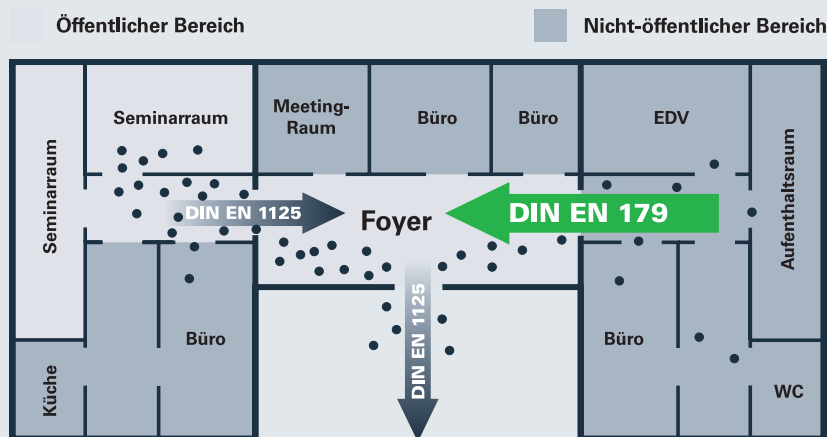 Öffentlicher Bereich
Nicht-öffentlicher Bereich
Seminarraum
Seminarraum
Meeting-
Raum
Büro
Büro
EDV
Aufenthaltsraum
DIN EN 1125
Foyer
DIN EN 179
DIN EN 1125
Büro
Büro
Küche
WC